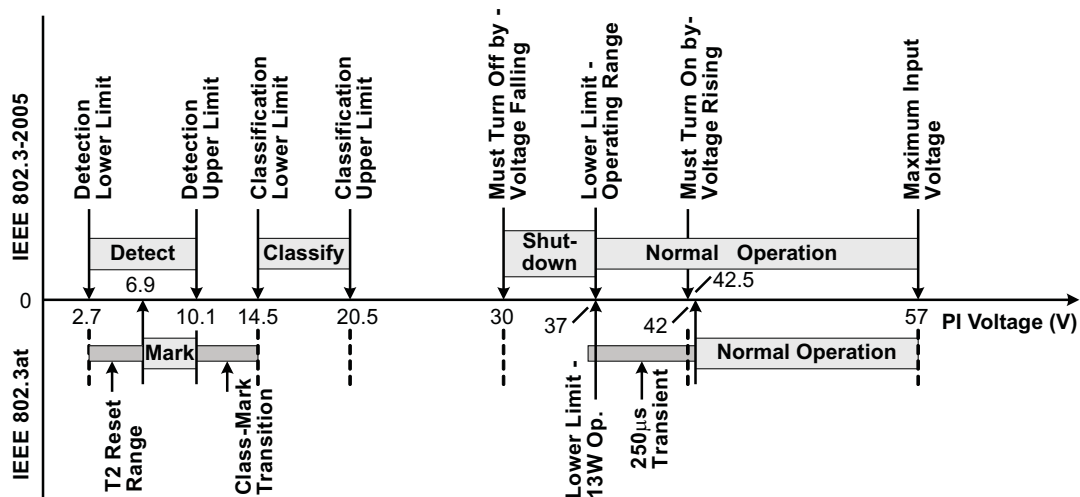 IEEE 802.3-2005
Detection
Lower Limit
Detection
Upper Limit
Classification
Lower Limit
Classification
Upper Limit
Must Turn Off by -
Voltage Falling
Lower Limit -
Operating Range
Must Turn On by-
Voltage Rising
Maximum Input
Voltage
Detect
Classify
Shut-
down
Normal Operation
6.9
42.5
0
2.7
10.1
14.5
20.5
30
37
42
57
PI Voltage (V)
IEEE 802.3at
Mark
Normal Operation
T2 Reset
Range
Class-Mark
Transition
Lower Limit -
13W Op.
250μs
Transient